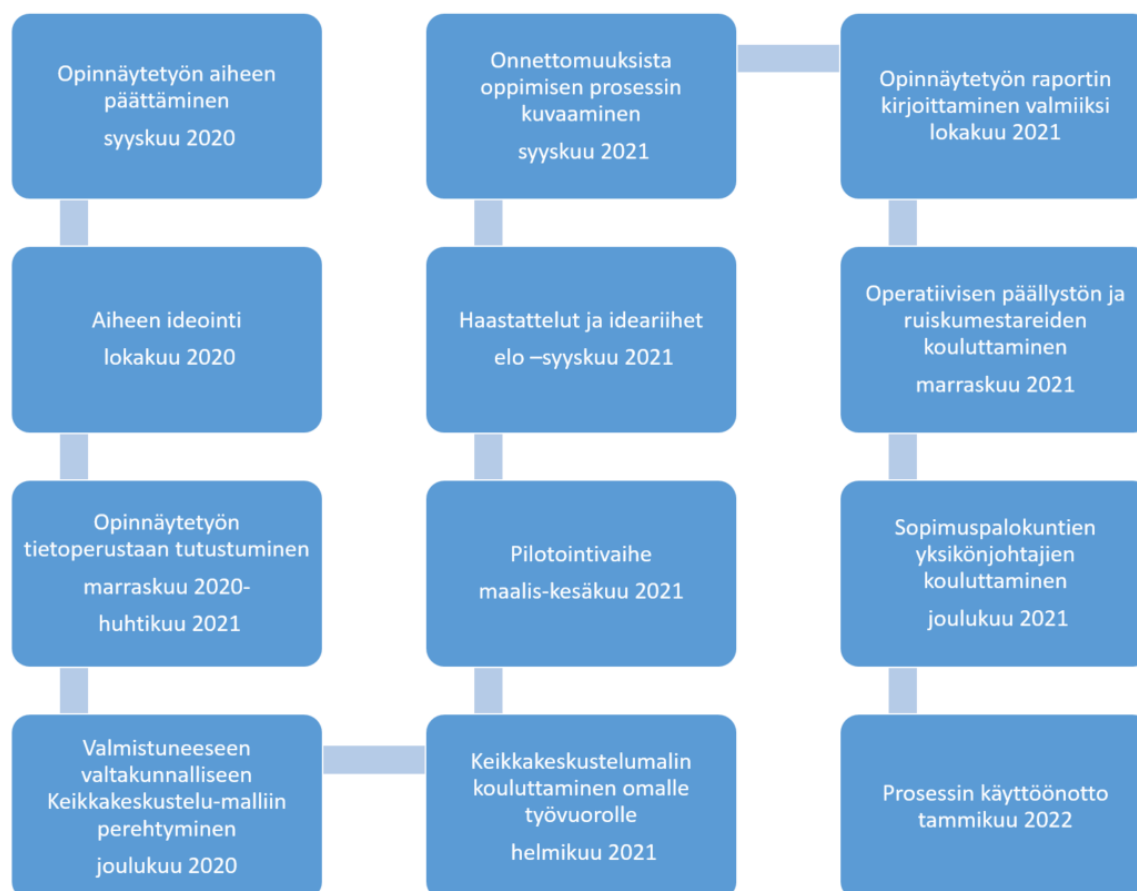 Opinnäytetyön aiheen
päättäminen
syyskuu 2020
Aiheen ideointi
lokakuu 2020
Opinnäytetyön
tietoperustaan tutustuminen
marraskuu 2020-
huhtikuu 2021
Valmistuneeseen
valtakunnalliseen
Keikkakeskustelu-malliin
perehtyminen
joulukuu 2020
Keikkakeskustelumalin
kouluttaminen omalle
työvuorolle
helmikuu 2021
Pilotointivaihe
maalis-kesäkuu 2021
Haastattelut ja ideariihet
elo –syyskuu 2021
Onnettomuuksista
oppimisen prosessin
kuvaaminen
syyskuu 2021
Opinnäytetyön raportin
kirjoittaminen valmiiksi
lokakuu 2021
Operatiivisen päällystön ja
ruiskumestareiden
kouluttaminen
marraskuu 2021
Sopimuspalokuntien
yksikönjohtajien
kouluttaminen
joulukuu 2021
Prosessin käyttöönotto
tammikuu 2022